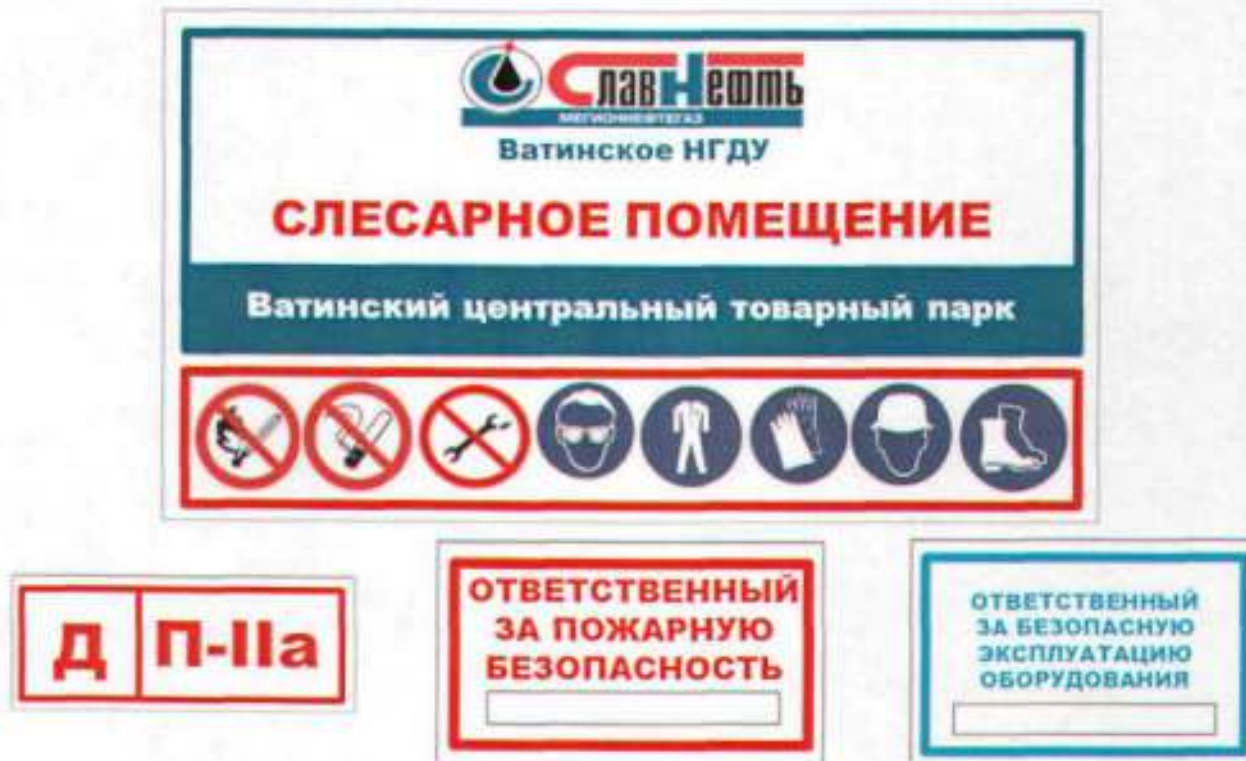 СлавНефть
МЕГИОННЕФТЕГАЗ
Ватинское НГДУ
СЛЕСАРНОЕ ПОМЕЩЕНИЕ
Ватинский центральный товарный парк
Д П-IIа
ОТВЕТСТВЕННЫЙ
ЗА ПОЖАРНУЮ
БЕЗОПАСНОСТЬ
ОТВЕТСТВЕННЫЙ
ЗА БЕЗОПАСНУЮ
ЭКСПЛУАТАЦИЮ
ОБОРУДОВАНИЯ